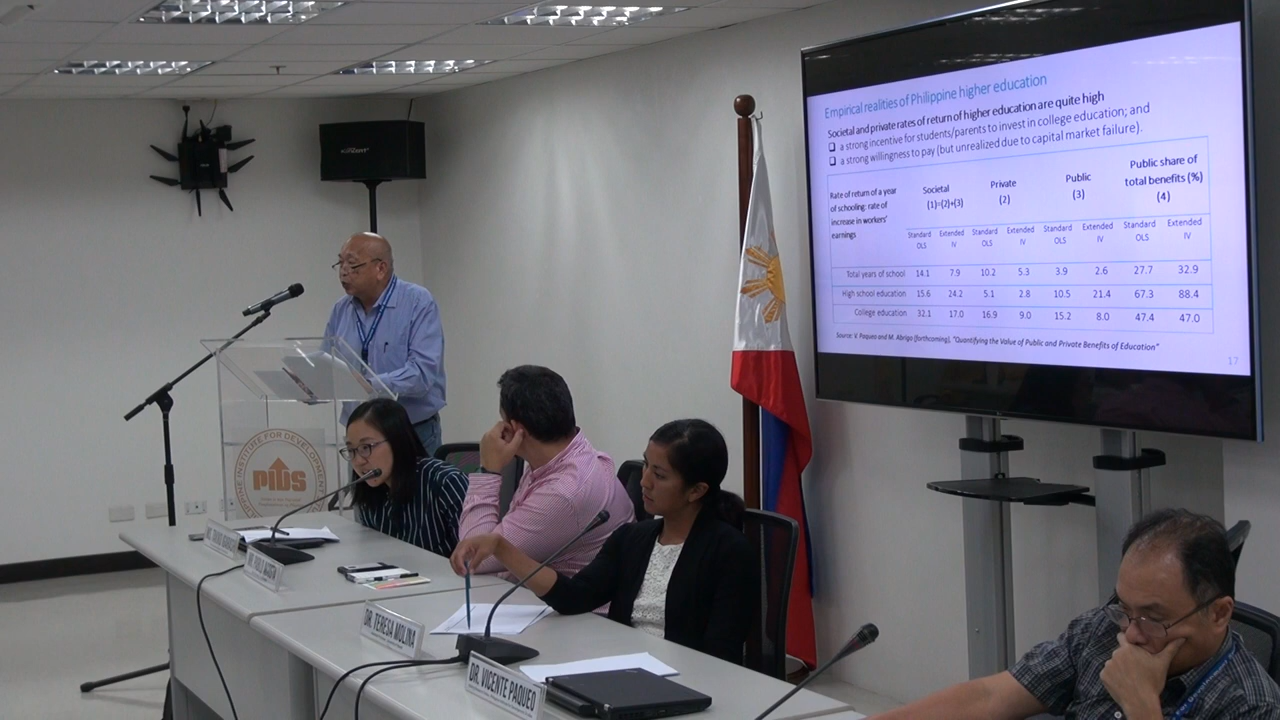 Empirical realities of Philippine higher education
Societal and private rates of return of higher education are quite high
❑ a strong incentive for students/parents to invest in college education; and
❑ a strong willingness to pay (but unrealized due to capital market failure).
Rate of return of a year of schooling: rate of increase in workers' earnings
Societal (1)=(2)+(3)
Private (2)
Public (3)
Public share of total benefits (%) (4)
Standard OLS Extended IV Standard OLS Extended IV Standard OLS Extended IV Standard OLS Extended IV
Total years of school 14.1 7.9 10.2 5.3 3.9 2.6 27.7 32.9
High school education 15.6 24.2 5.1 2.8 10.5 21.4 67.3 88.4
College education 32.1 17.0 16.9 9.0 15.2 8.0 47.4 47.0
Source: V. Paqueo and M. Abrigo (forthcoming), "Quantifying the Value of Public and Private Benefits of Education"
17
PHILIPPINE INSTITUTE FOR DEVELOPMENT
PIDS
DR. TERESA MOLINA
DR. VICENTE PAQUEO